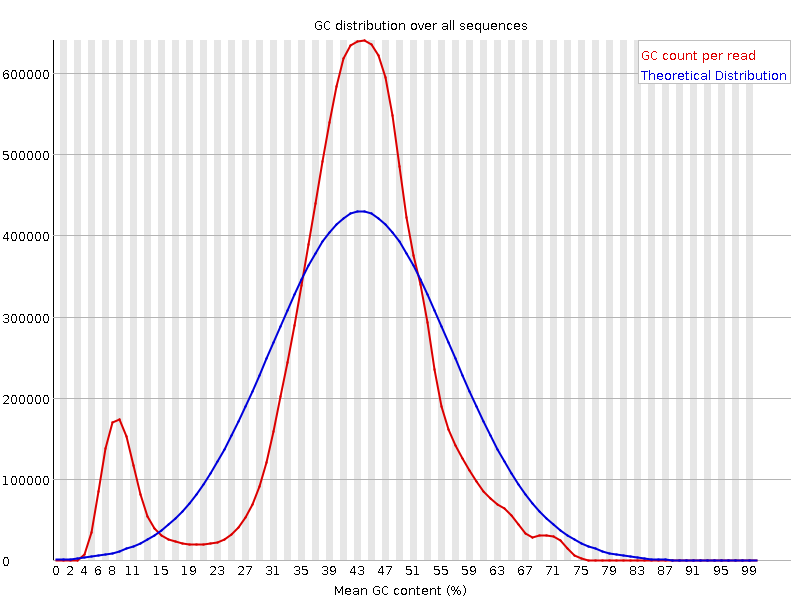 GC distribution over all sequences
GC count per read
Theoretical Distribution
600000
500000
400000
300000
200000
100000
0
0 2 4 6 8 11 15 19 23 27 31 35 39 43 47 51 55 59 63 67 71 75 79 83 87 91 95 99
Mean GC content (%)